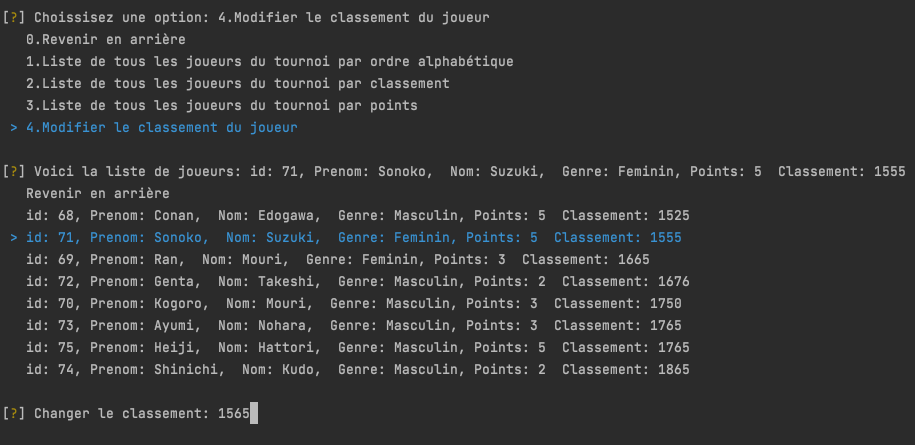 [?] Choissisez une option: 4.Modifier le classement du joueur
0.Revenir en arrière
1.Liste de tous les joueurs du tournoi par ordre alphabétique
2.Liste de tous les joueurs du tournoi par classement
3.Liste de tous les joueurs du tournoi par points
> 4.Modifier le classement du joueur
[?] Voici la liste de joueurs: id: 71, Prenom: Sonoko,  Nom: Suzuki,  Genre: Feminin, Points: 5  Classement: 1555
Revenir en arrière
id: 68, Prenom: Conan,  Nom: Edogawa,  Genre: Masculin, Points: 5  Classement: 1525
> id: 71, Prenom: Sonoko,  Nom: Suzuki,  Genre: Feminin, Points: 5  Classement: 1555
id: 69, Prenom: Ran,  Nom: Mouri,  Genre: Feminin, Points: 3  Classement: 1665
id: 72, Prenom: Genta,  Nom: Takeshi,  Genre: Masculin, Points: 2  Classement: 1676
id: 70, Prenom: Kogoro,  Nom: Mouri,  Genre: Masculin, Points: 3  Classement: 1750
id: 73, Prenom: Ayumi,  Nom: Nohara,  Genre: Masculin, Points: 3  Classement: 1765
id: 75, Prenom: Heiji,  Nom: Hattori,  Genre: Masculin, Points: 5  Classement: 1765
id: 74, Prenom: Shinichi,  Nom: Kudo,  Genre: Masculin, Points: 2  Classement: 1865
[?] Changer le classement: 1565